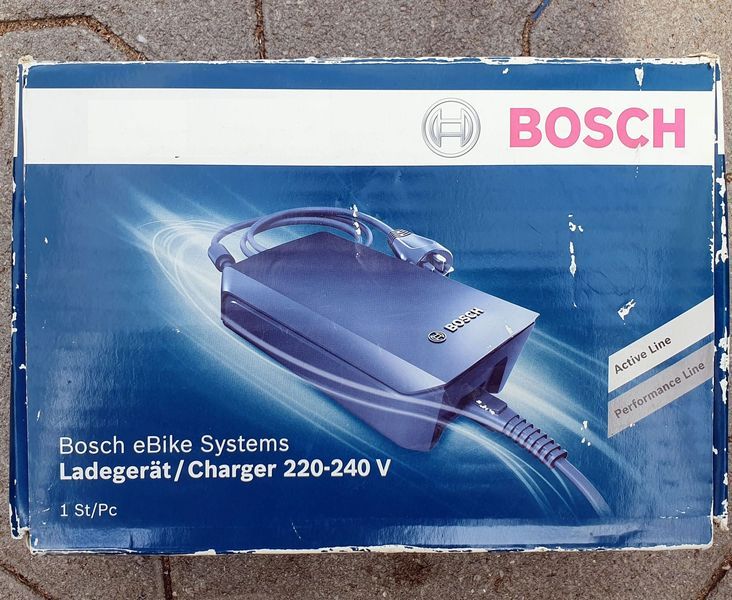 BOSCH
BOSCH
Active Line
Performance Line
Bosch eBike Systems
Ladegerät / Charger 220-240 V
1 St/Pc